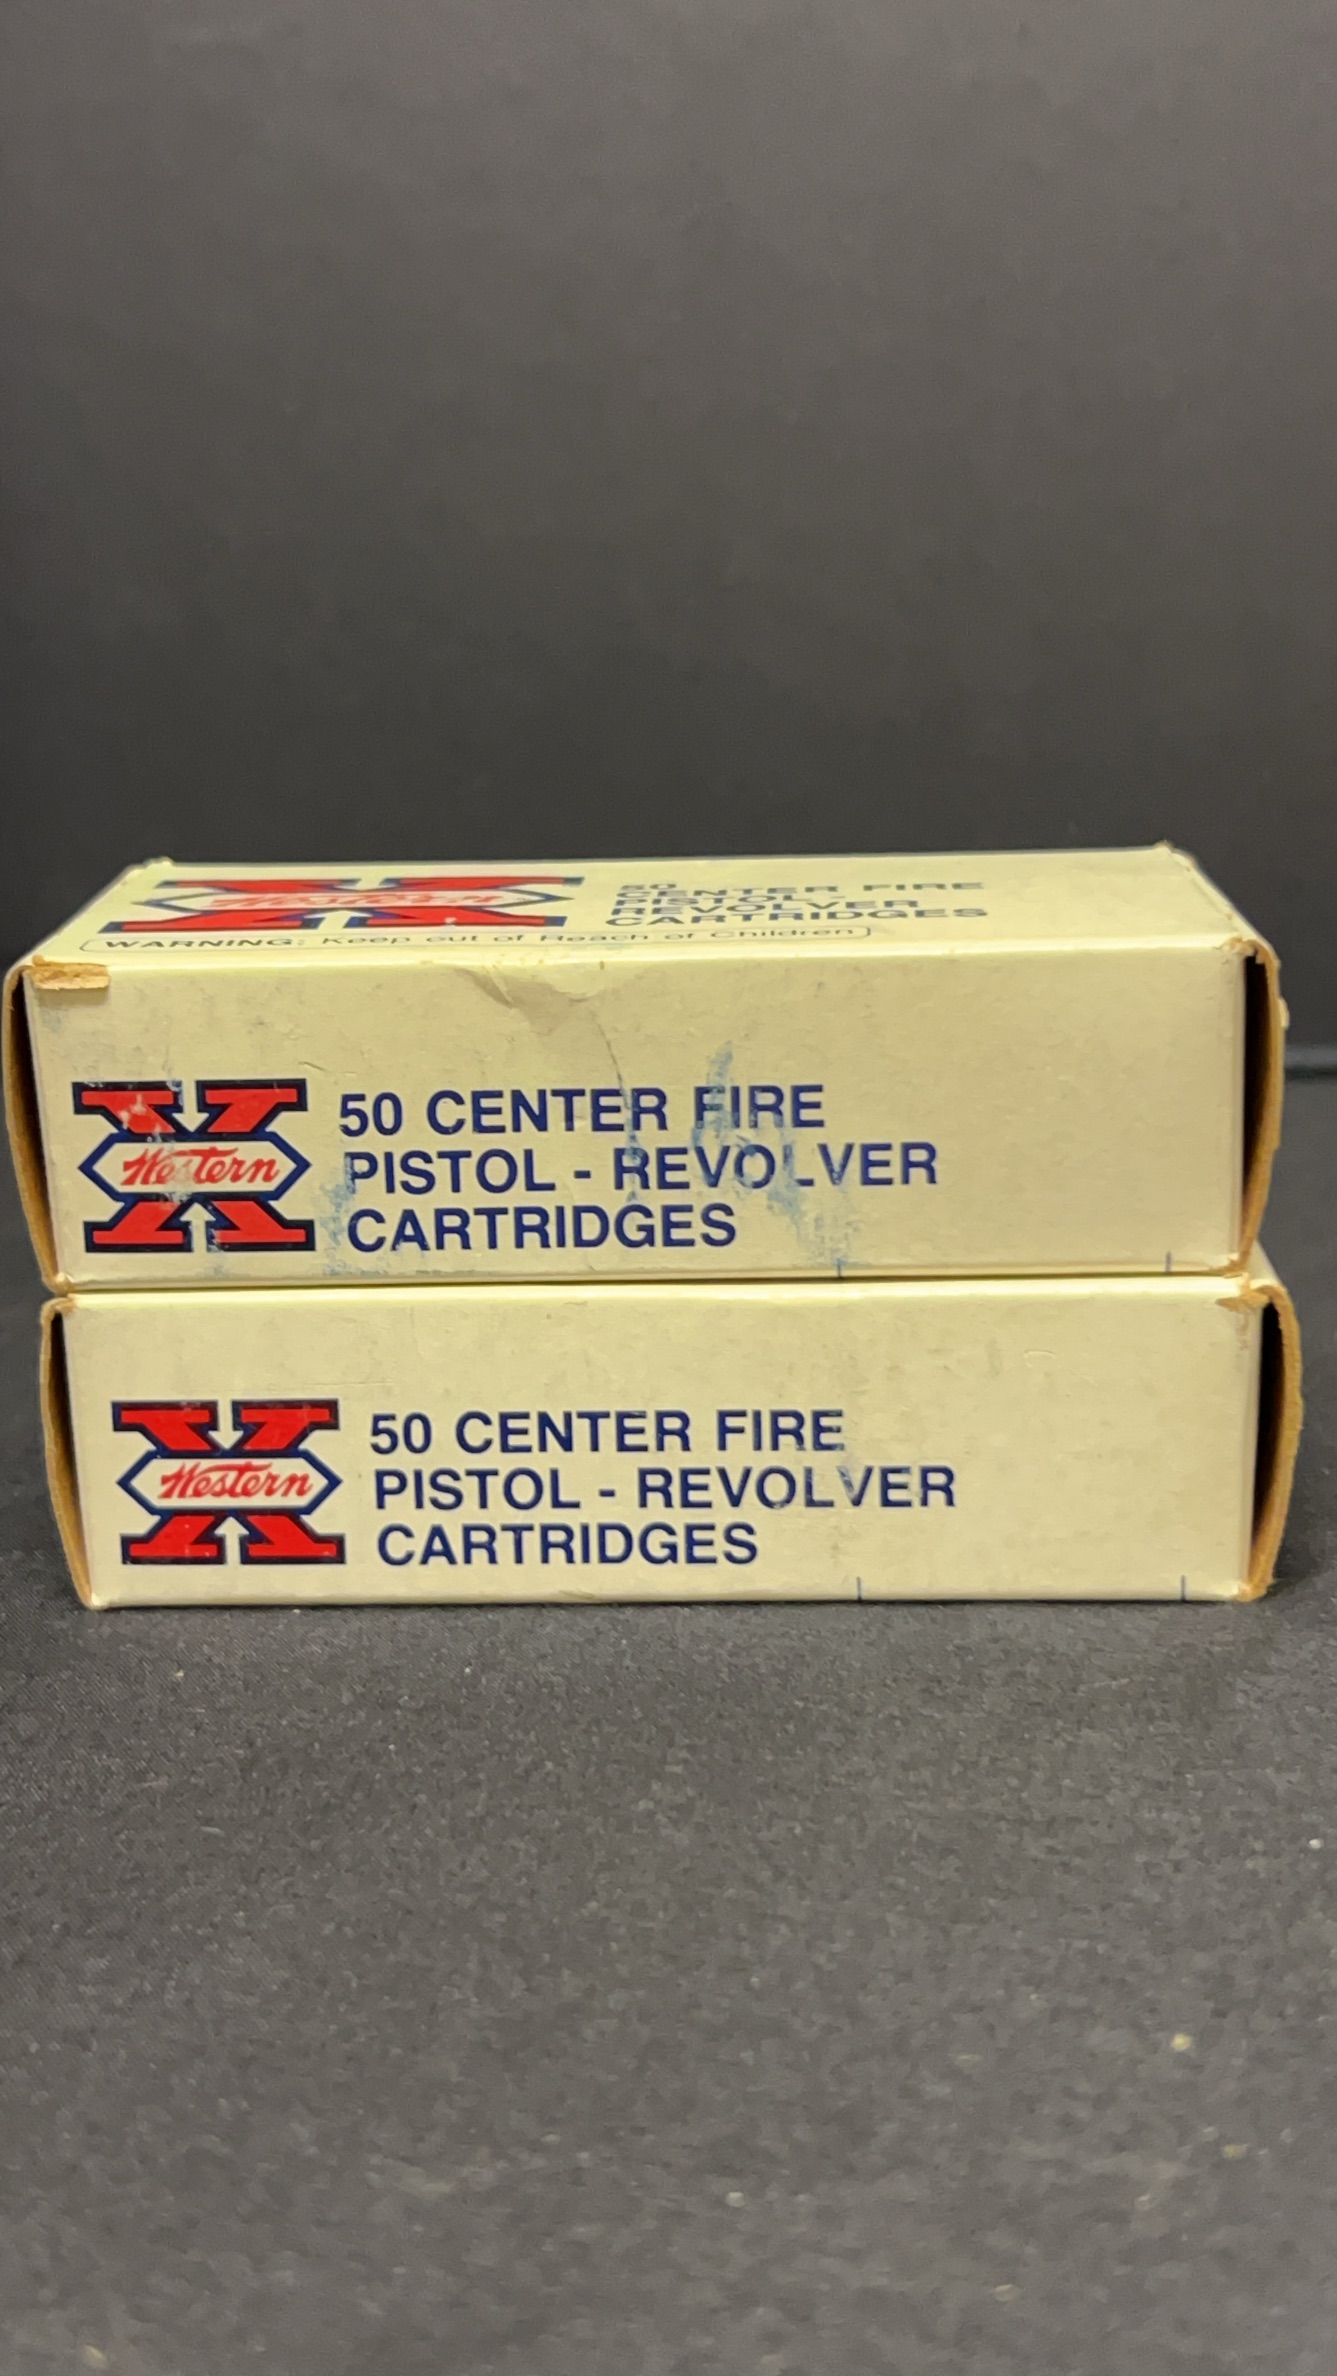 Western
50
CENTER FIRE
PISTOL -
REVOLVER
CARTRIDGES
WARNING: Keep out of Reach of Children
Western
50 CENTER FIRE
PISTOL - REVOLVER
CARTRIDGES
Western
50 CENTER FIRE
PISTOL - REVOLVER
CARTRIDGES